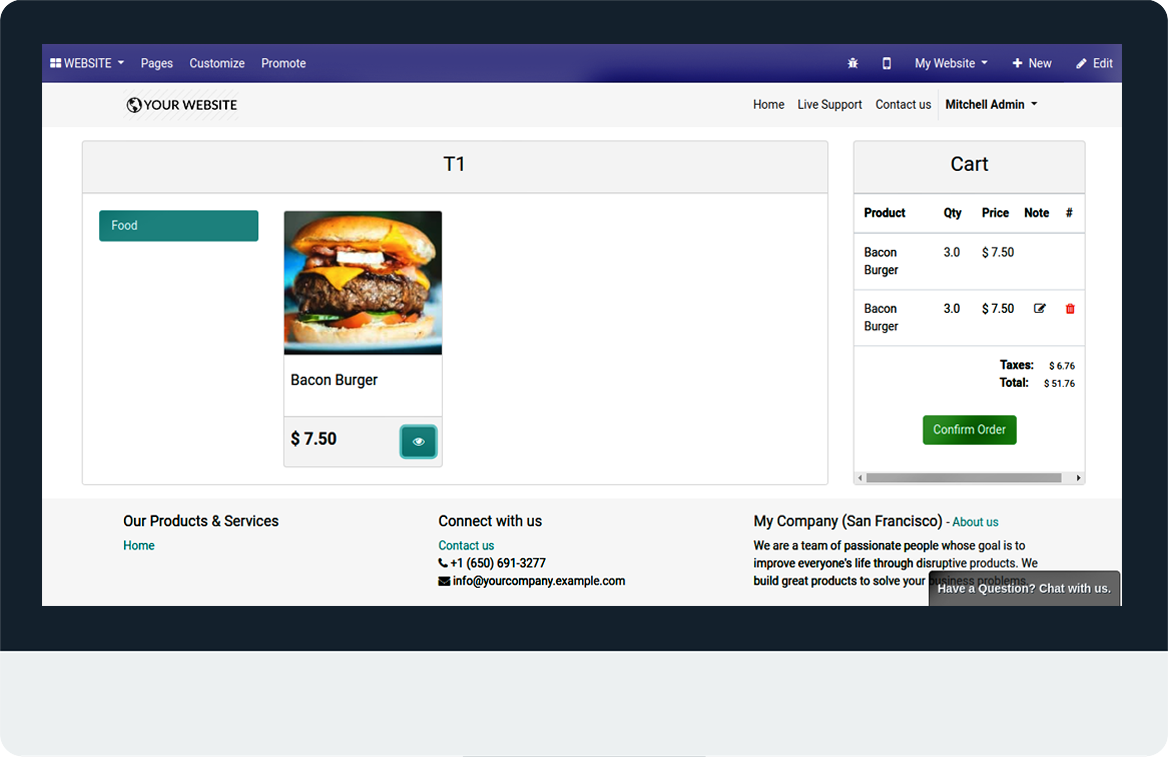 WEBSITE Pages Customize Promote My Website New Edit
YOUR WEBSITE Home Live Support Contact us Mitchell Admin
T1
Food
Bacon Burger
$ 7.50
Cart
Product Qty Price Note #
Bacon 3.0 $ 7.50
Burger
Bacon 3.0 $ 7.50
Burger
Taxes: $ 6.76
Total: $ 51.76
Confirm Order
Our Products & Services
Home
Connect with us
Contact us
+1 (650) 691-3277
info@yourcompany.example.com
My Company (San Francisco) - About us
We are a team of passionate people whose goal is to
improve everyone's life through disruptive products. We
build great products to solve your business problems.
Have a Question? Chat with us.